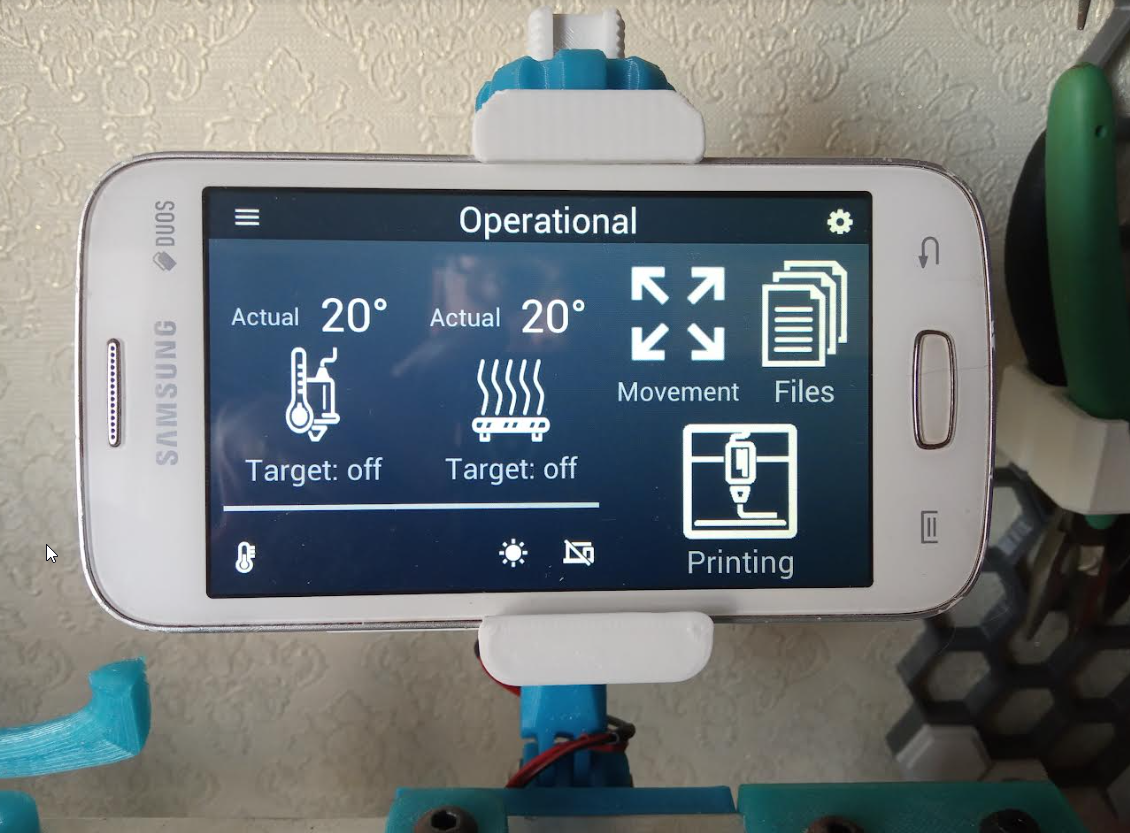 Operational
Actual 20°
Actual 20°
Target: off
Target: off
Movement
Files
Printing
SAMSUNG
DUOS